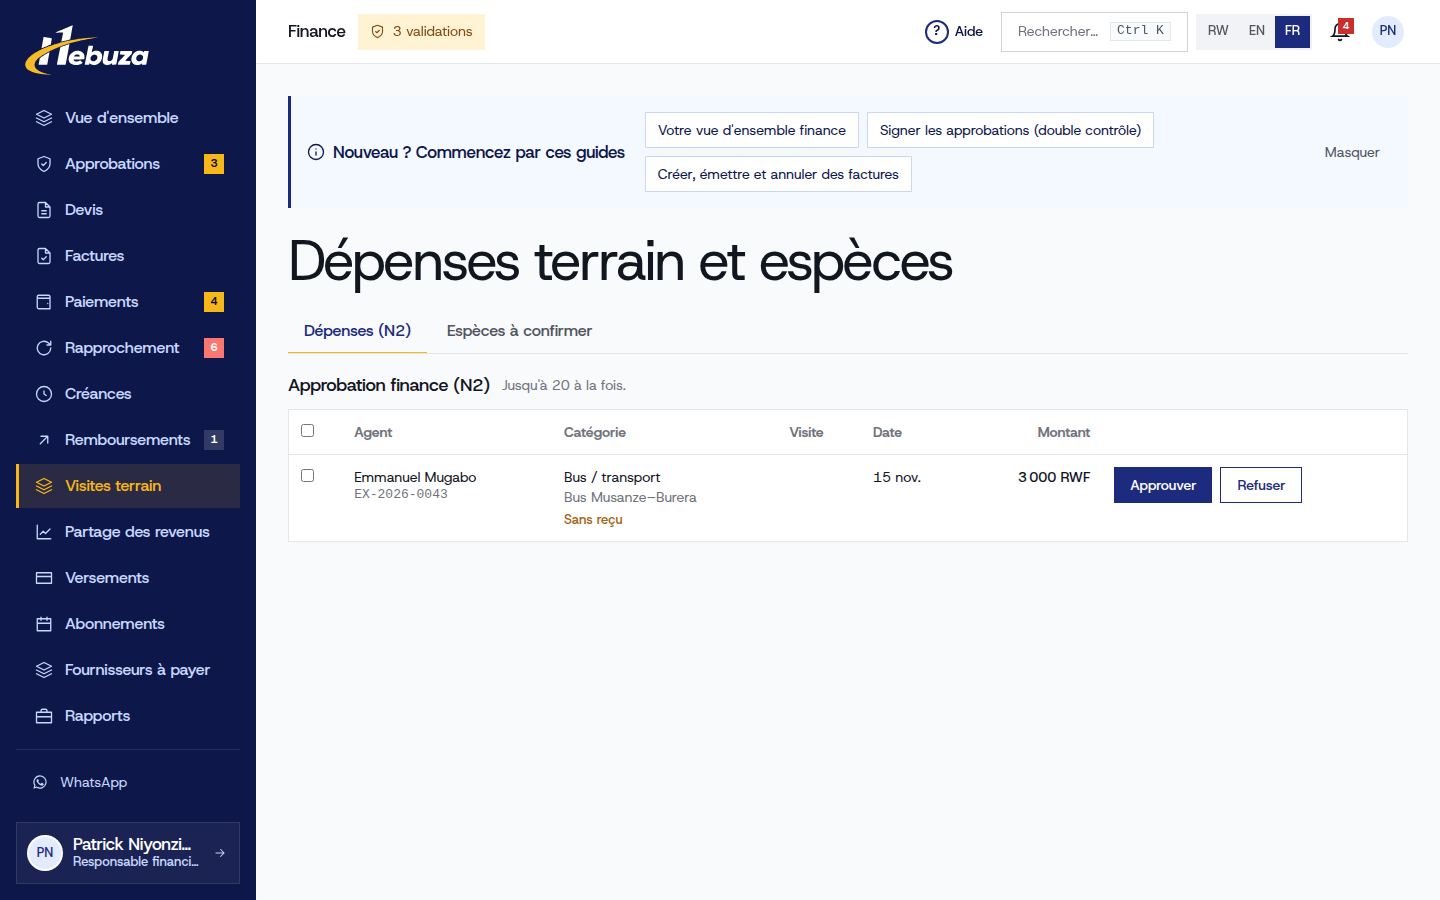 Hebuza
Vue d'ensemble
Approbations 3
Devis
Factures
Paiements 4
Rapprochement 6
Créances
Remboursements 1
Visites terrain
Partage des revenus
Versements
Abonnements
Fournisseurs à payer
Rapports
WhatsApp
PN Patrick Niyonzi...
Responsable financi...
Finance 3 validations
? Aide Rechercher... Ctrl K RW EN FR 4 PN
Nouveau ? Commencez par ces guides
Votre vue d'ensemble finance
Signer les approbations (double contrôle)
Créer, émettre et annuler des factures
Masquer
Dépenses terrain et espèces
Dépenses (N2) Espèces à confirmer
Approbation finance (N2) Jusqu'à 20 à la fois.
Agent Catégorie Visite Date Montant
Emmanuel Mugabo Bus / transport 15 nov. 3 000 RWF Approuver Refuser
EX-2026-0043 Bus Musanze–Burera
Sans reçu